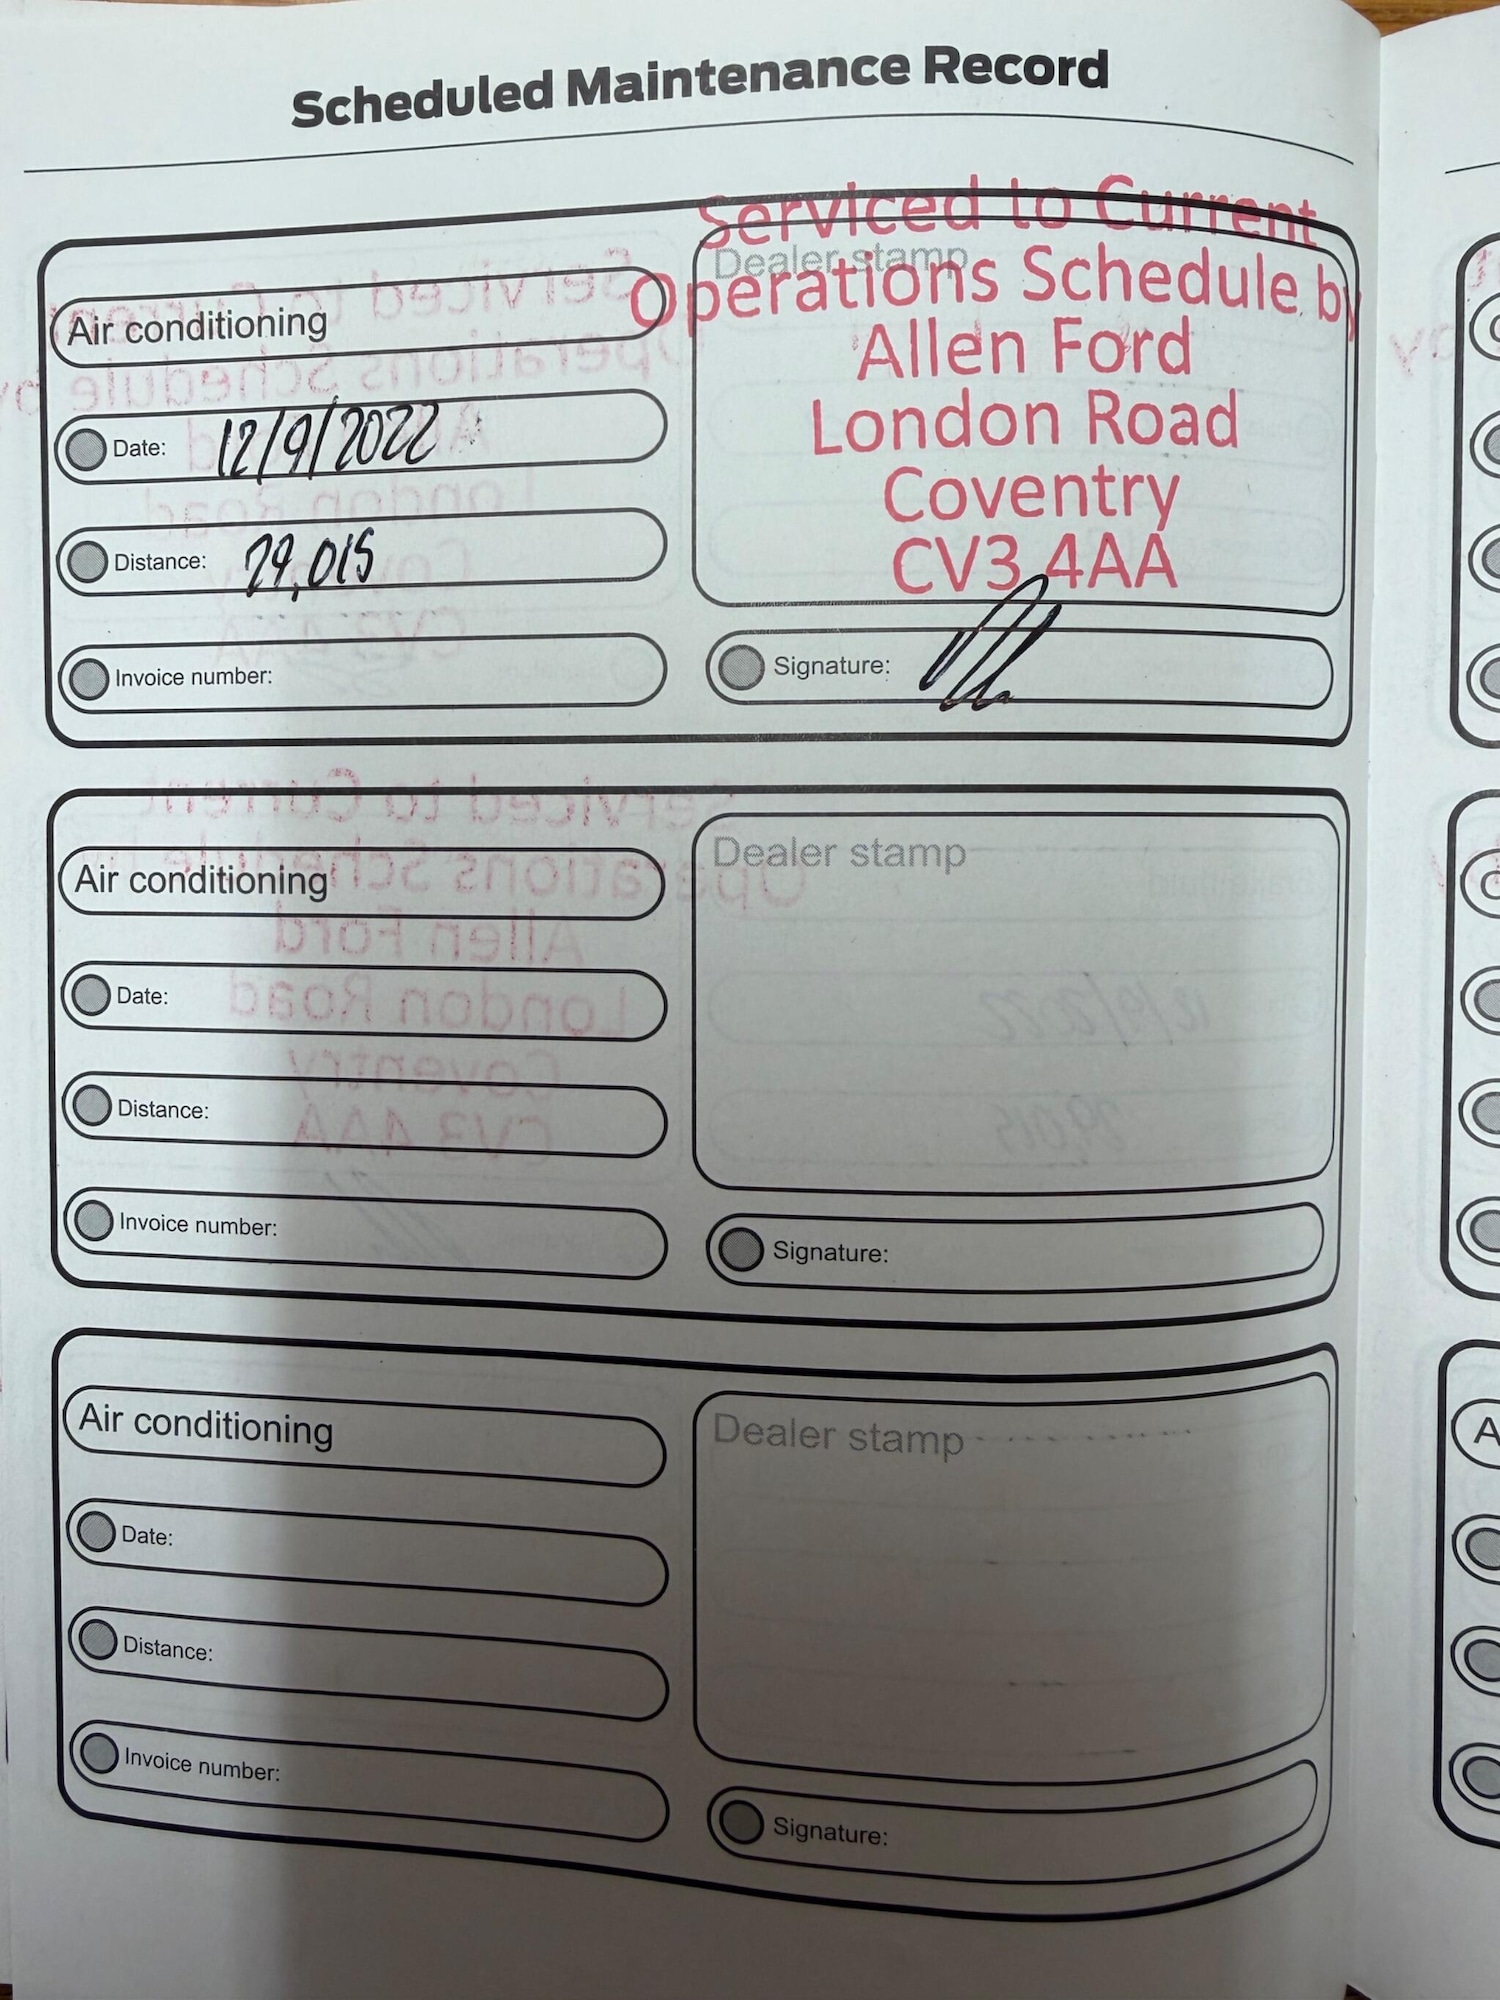 Scheduled Maintenance Record
Serviced to Current
Dealer stamp
Operations Schedule by
Air conditioning
Allen Ford
London Road
Date: 12/9/2022
Coventry
Distance: 29,015
CV3 4AA
Invoice number:
Signature:
Air conditioning
Dealer stamp
Date:
Distance:
Invoice number:
Signature:
Air conditioning
Dealer stamp
Date:
Distance:
Invoice number:
Signature: